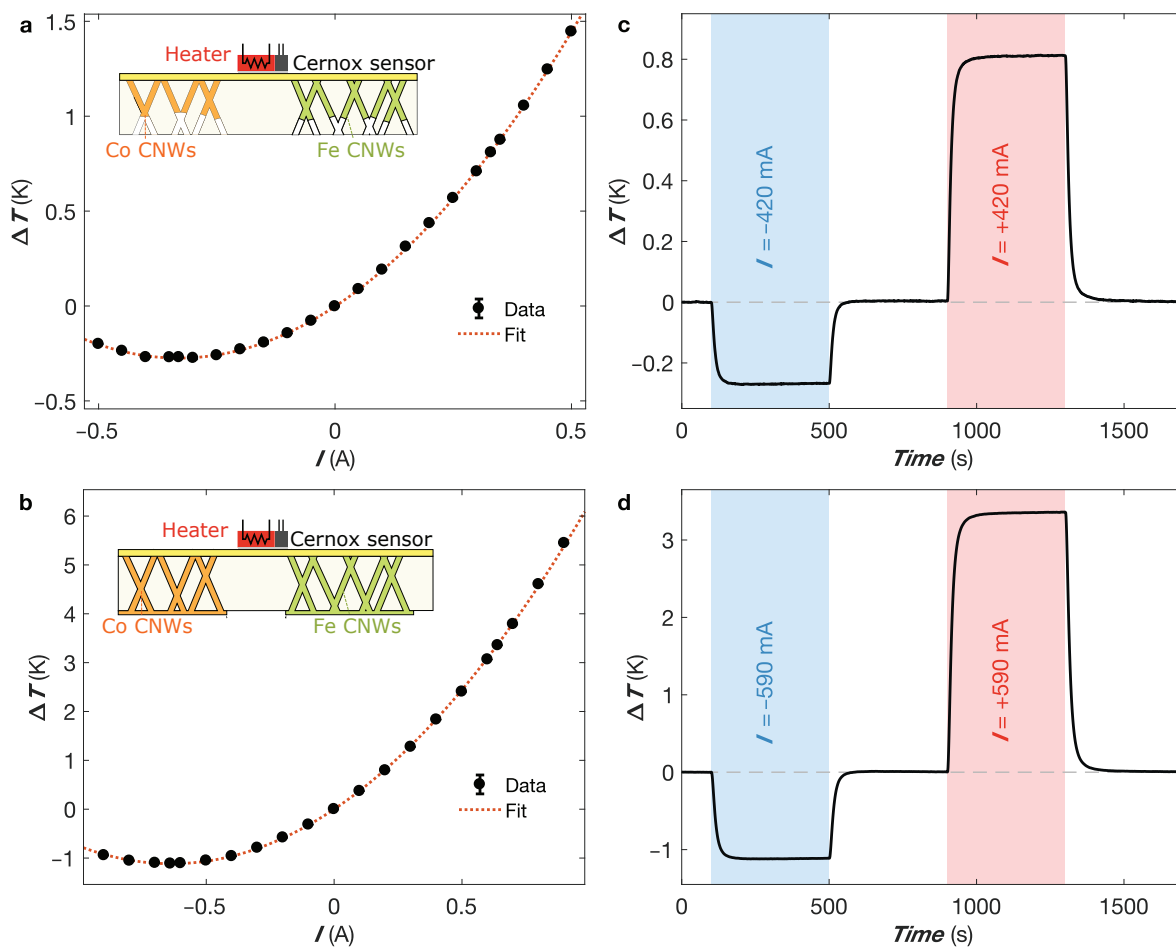 a
1.5
1
0.5
0
−0.5
Δ T (K)
Heater
Cernox sensor
Co CNWs
Fe CNWs
Data
Fit
−0.5
0
0.5
I (A)
c
0.8
0.6
0.4
0.2
0
−0.2
Δ T (K)
I = −420 mA
I = +420 mA
0
500
1000
1500
Time (s)
b
6
5
4
3
2
1
0
−1
Δ T (K)
Heater
Cernox sensor
Co CNWs
Fe CNWs
Data
Fit
−0.5
0
0.5
I (A)
d
3
2
1
0
−1
Δ T (K)
I = −590 mA
I = +590 mA
0
500
1000
1500
Time (s)